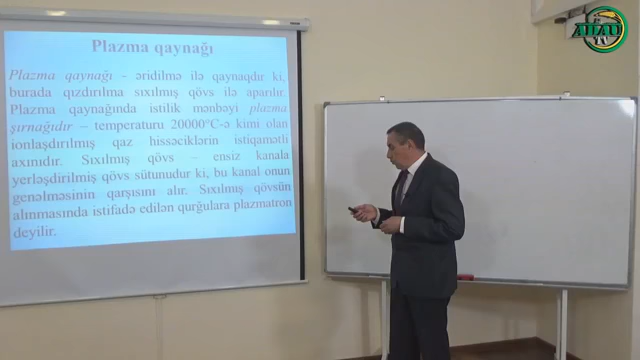 Plazma qaynağı
Plazma qaynağı - əridilmə ilə qaynaqdır ki,
burada qızdırılma sıxılmış qövs ilə aparılır.
Plazma qaynağında istilik mənbəyi plazma
şırnağıdır – temperaturu 20000°C-ə kimi olan
ionlaşdırılmış qaz hissəciklərin istiqamətli
axınıdır. Sıxılmış qövs – ensiz kanala
yerləşdirilmiş qövs sütunudur ki, bu kanal onun
genəlməsinin qarşısını alır. Sıxılmış qövsün
alınmasında istifadə edilən qurğulara plazmatron
deyilir.
ADAU
TV